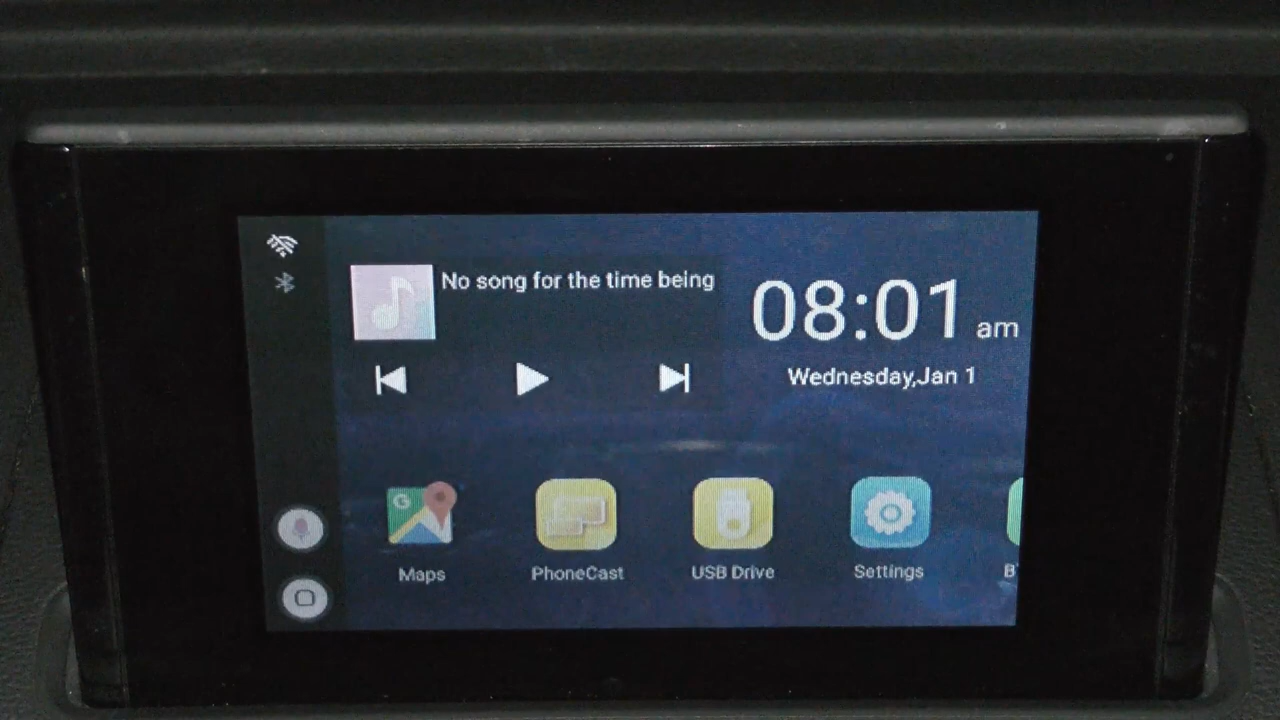 No song for the time being
08:01 am
Wednesday,Jan 1
G
Maps
PhoneCast
USB Drive
Settings
B